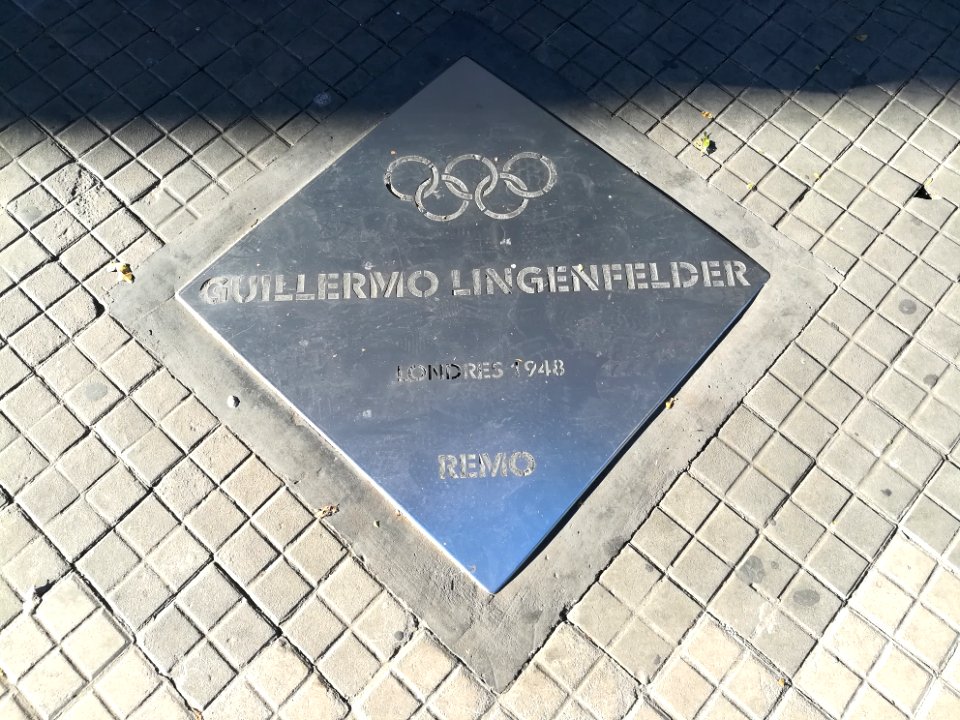 GUILLERMO LINGENFELDER
LONDRES 1948
REMO